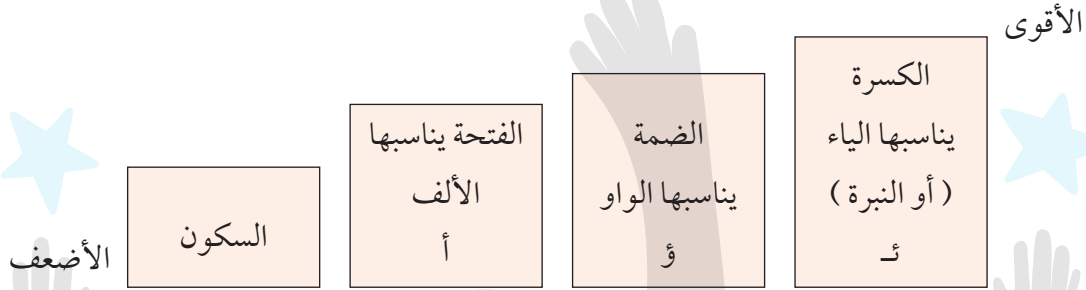 الأقوى
الكسرة
يناسبها الياء
( أو النبرة )
ئـ
الضمة
يناسبها الواو
ؤ
الفتحة يناسبها
الألف
أ
السكون
الأضعف